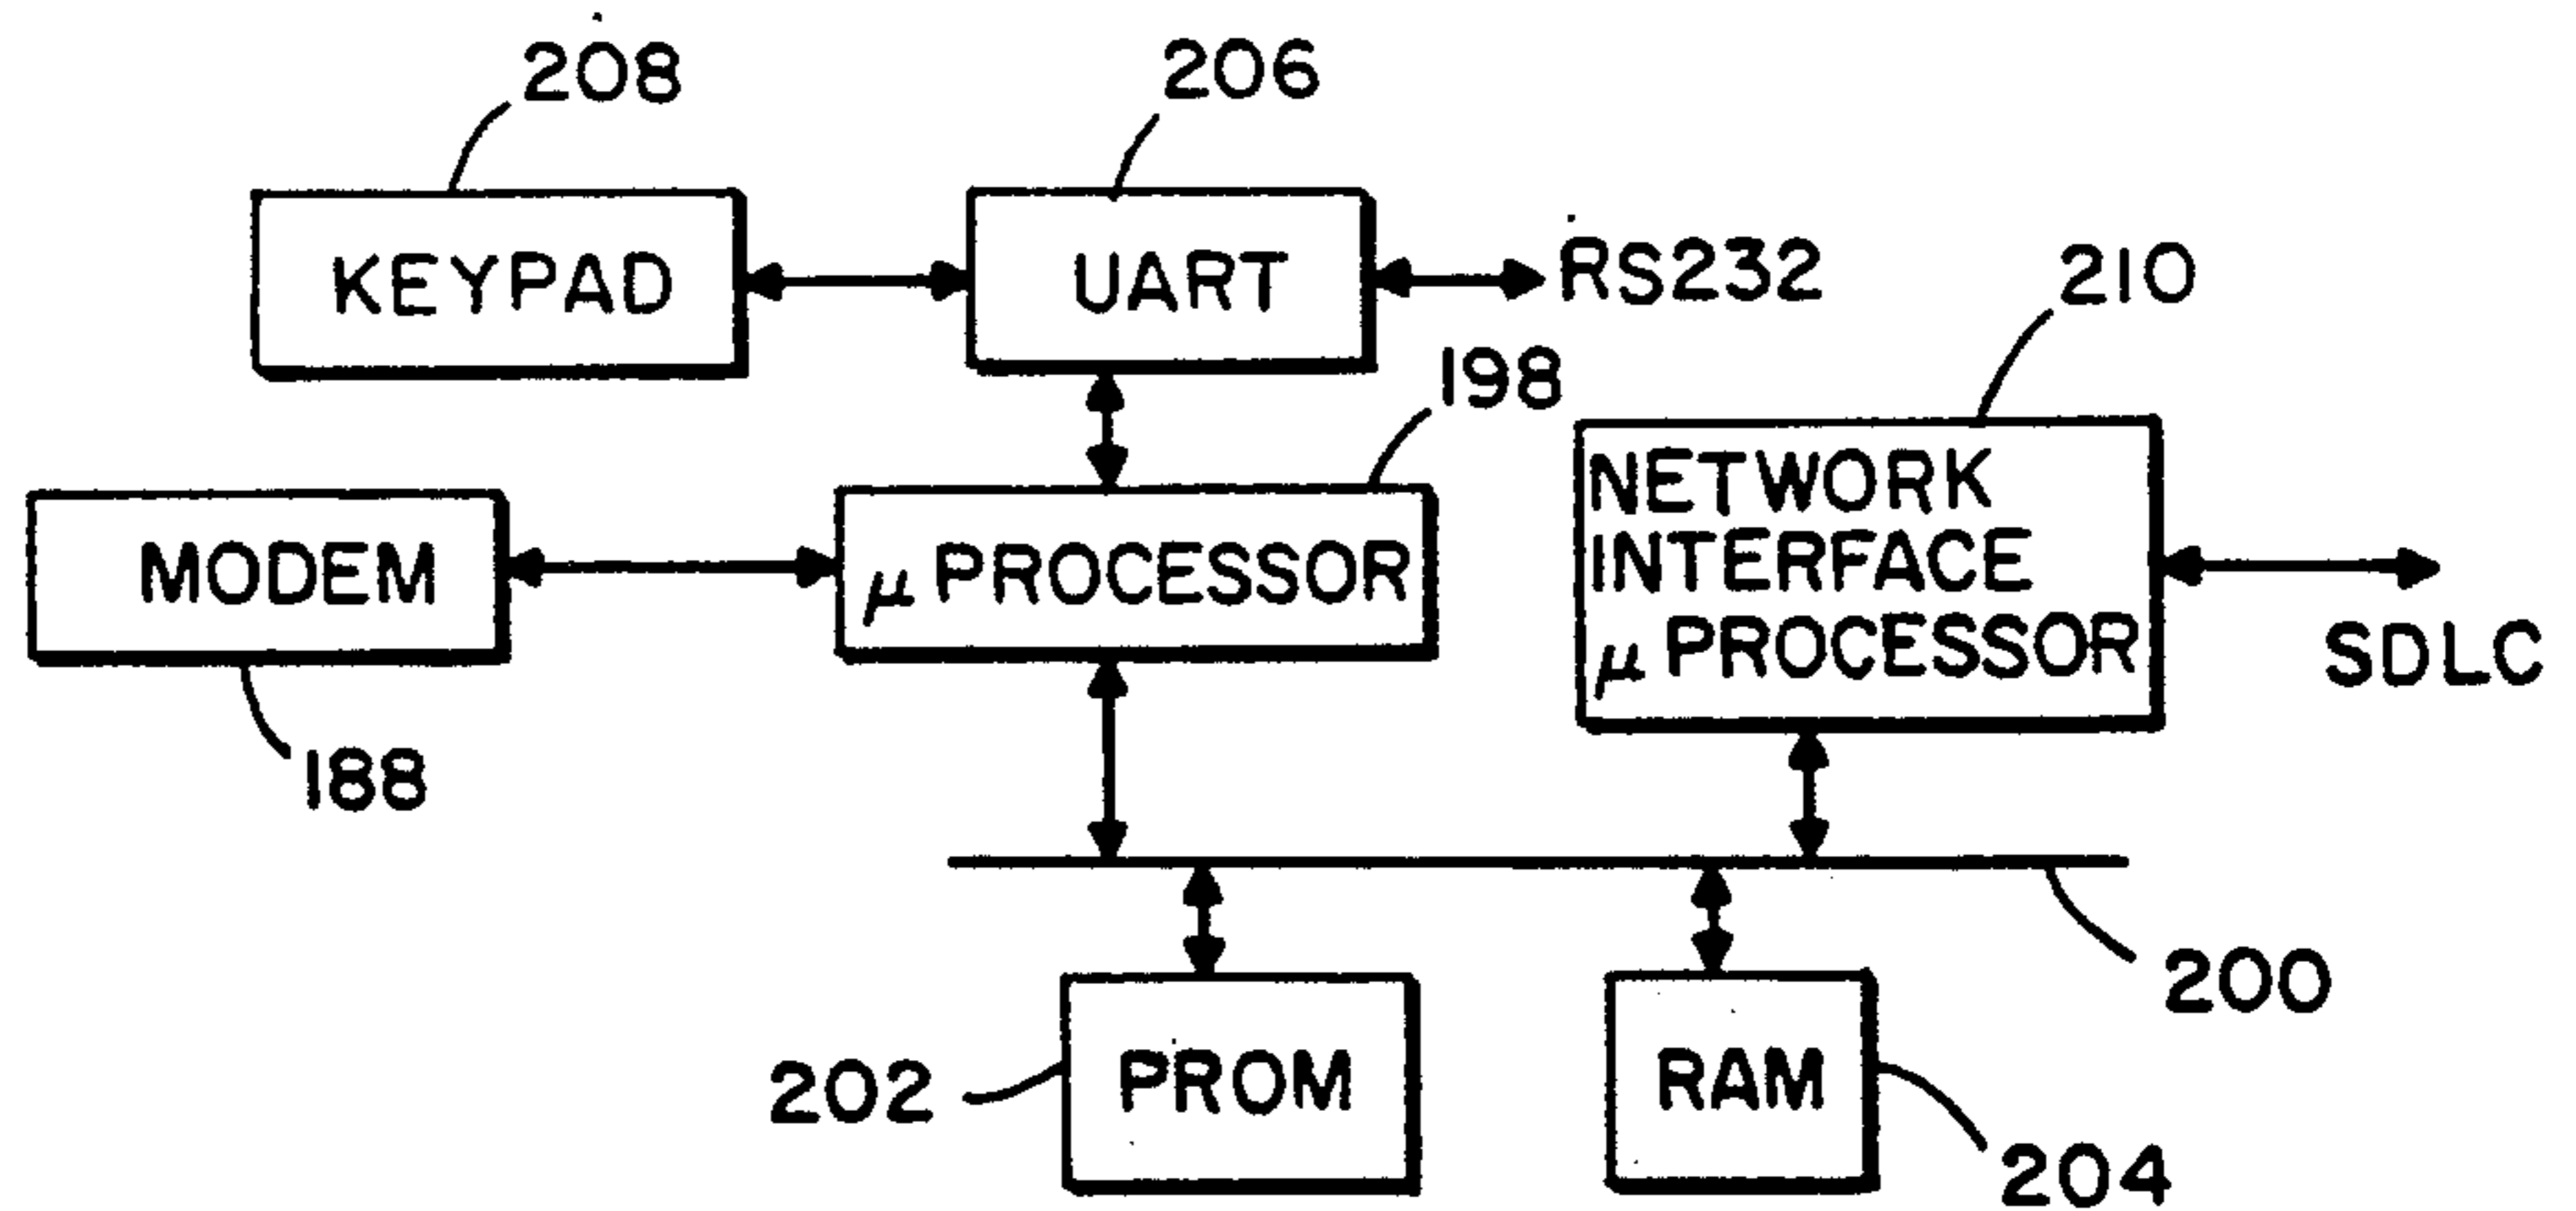 208
206
KEYPAD
UART
RS232
210
198
MODEM
μ PROCESSOR
NETWORK
INTERFACE
μ PROCESSOR
SDLC
188
200
202
PROM
RAM
204